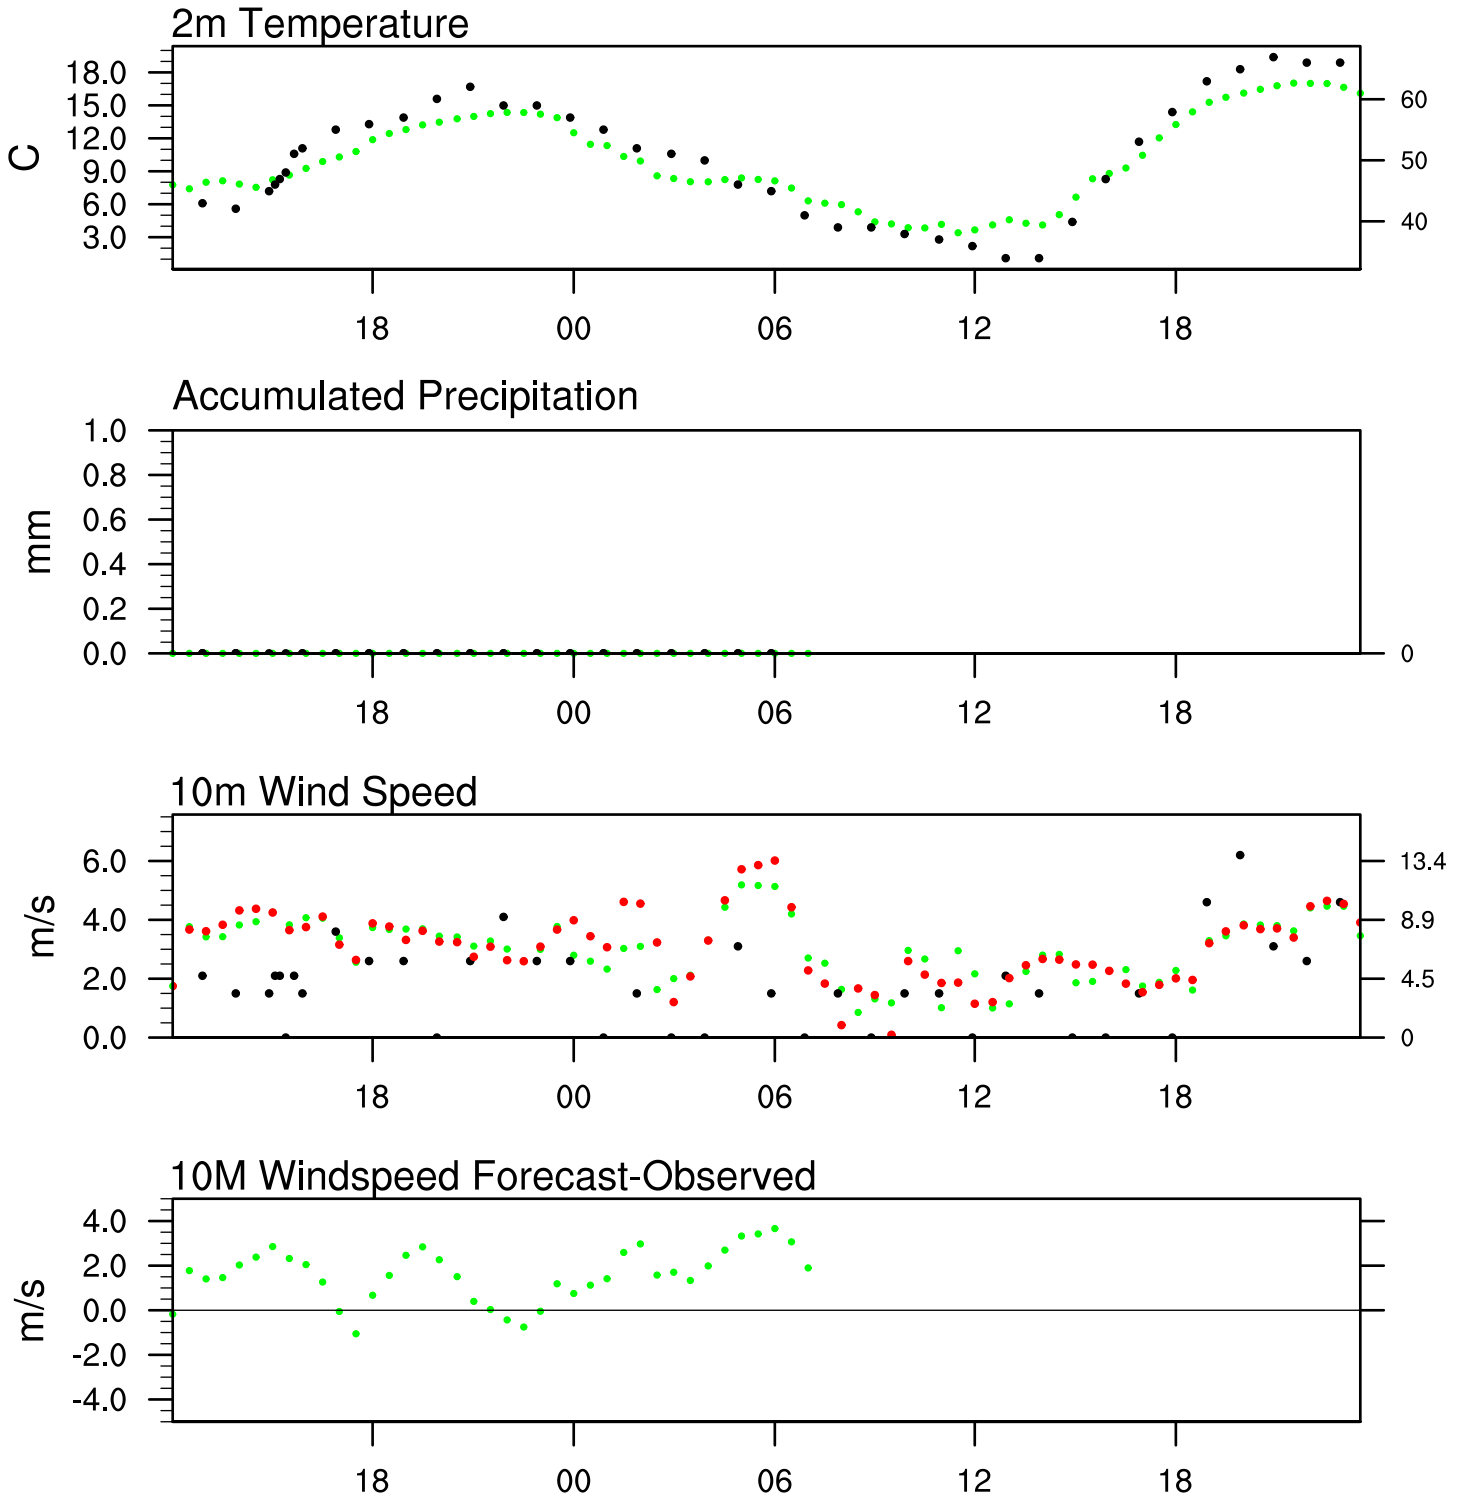 2m Temperature
18.0
15.0
12.0
9.0
6.0
3.0
C
60
50
40
18 00 06 12 18
Accumulated Precipitation
1.0
0.8
0.6
0.4
0.2
0.0
mm
0
18 00 06 12 18
10m Wind Speed
6.0
4.0
2.0
0.0
m/s
13.4
8.9
4.5
0
18 00 06 12 18
10M Windspeed Forecast-Observed
4.0
2.0
0.0
-2.0
-4.0
m/s
18 00 06 12 18